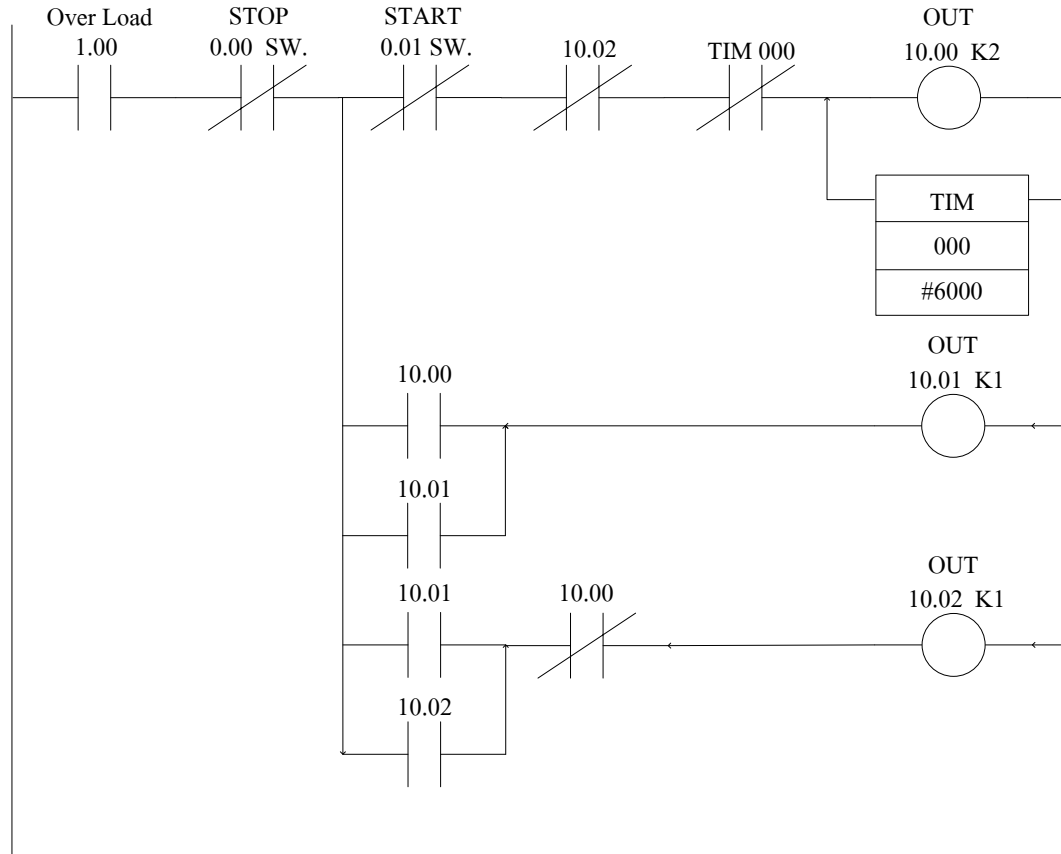 Over Load STOP START OUT
1.00 0.00 SW. 0.01 SW. 10.02 TIM 000 10.00 K2
TIM
000
#6000
OUT
10.00 10.01 K1
10.01
OUT
10.01 10.00 10.02 K1
10.02